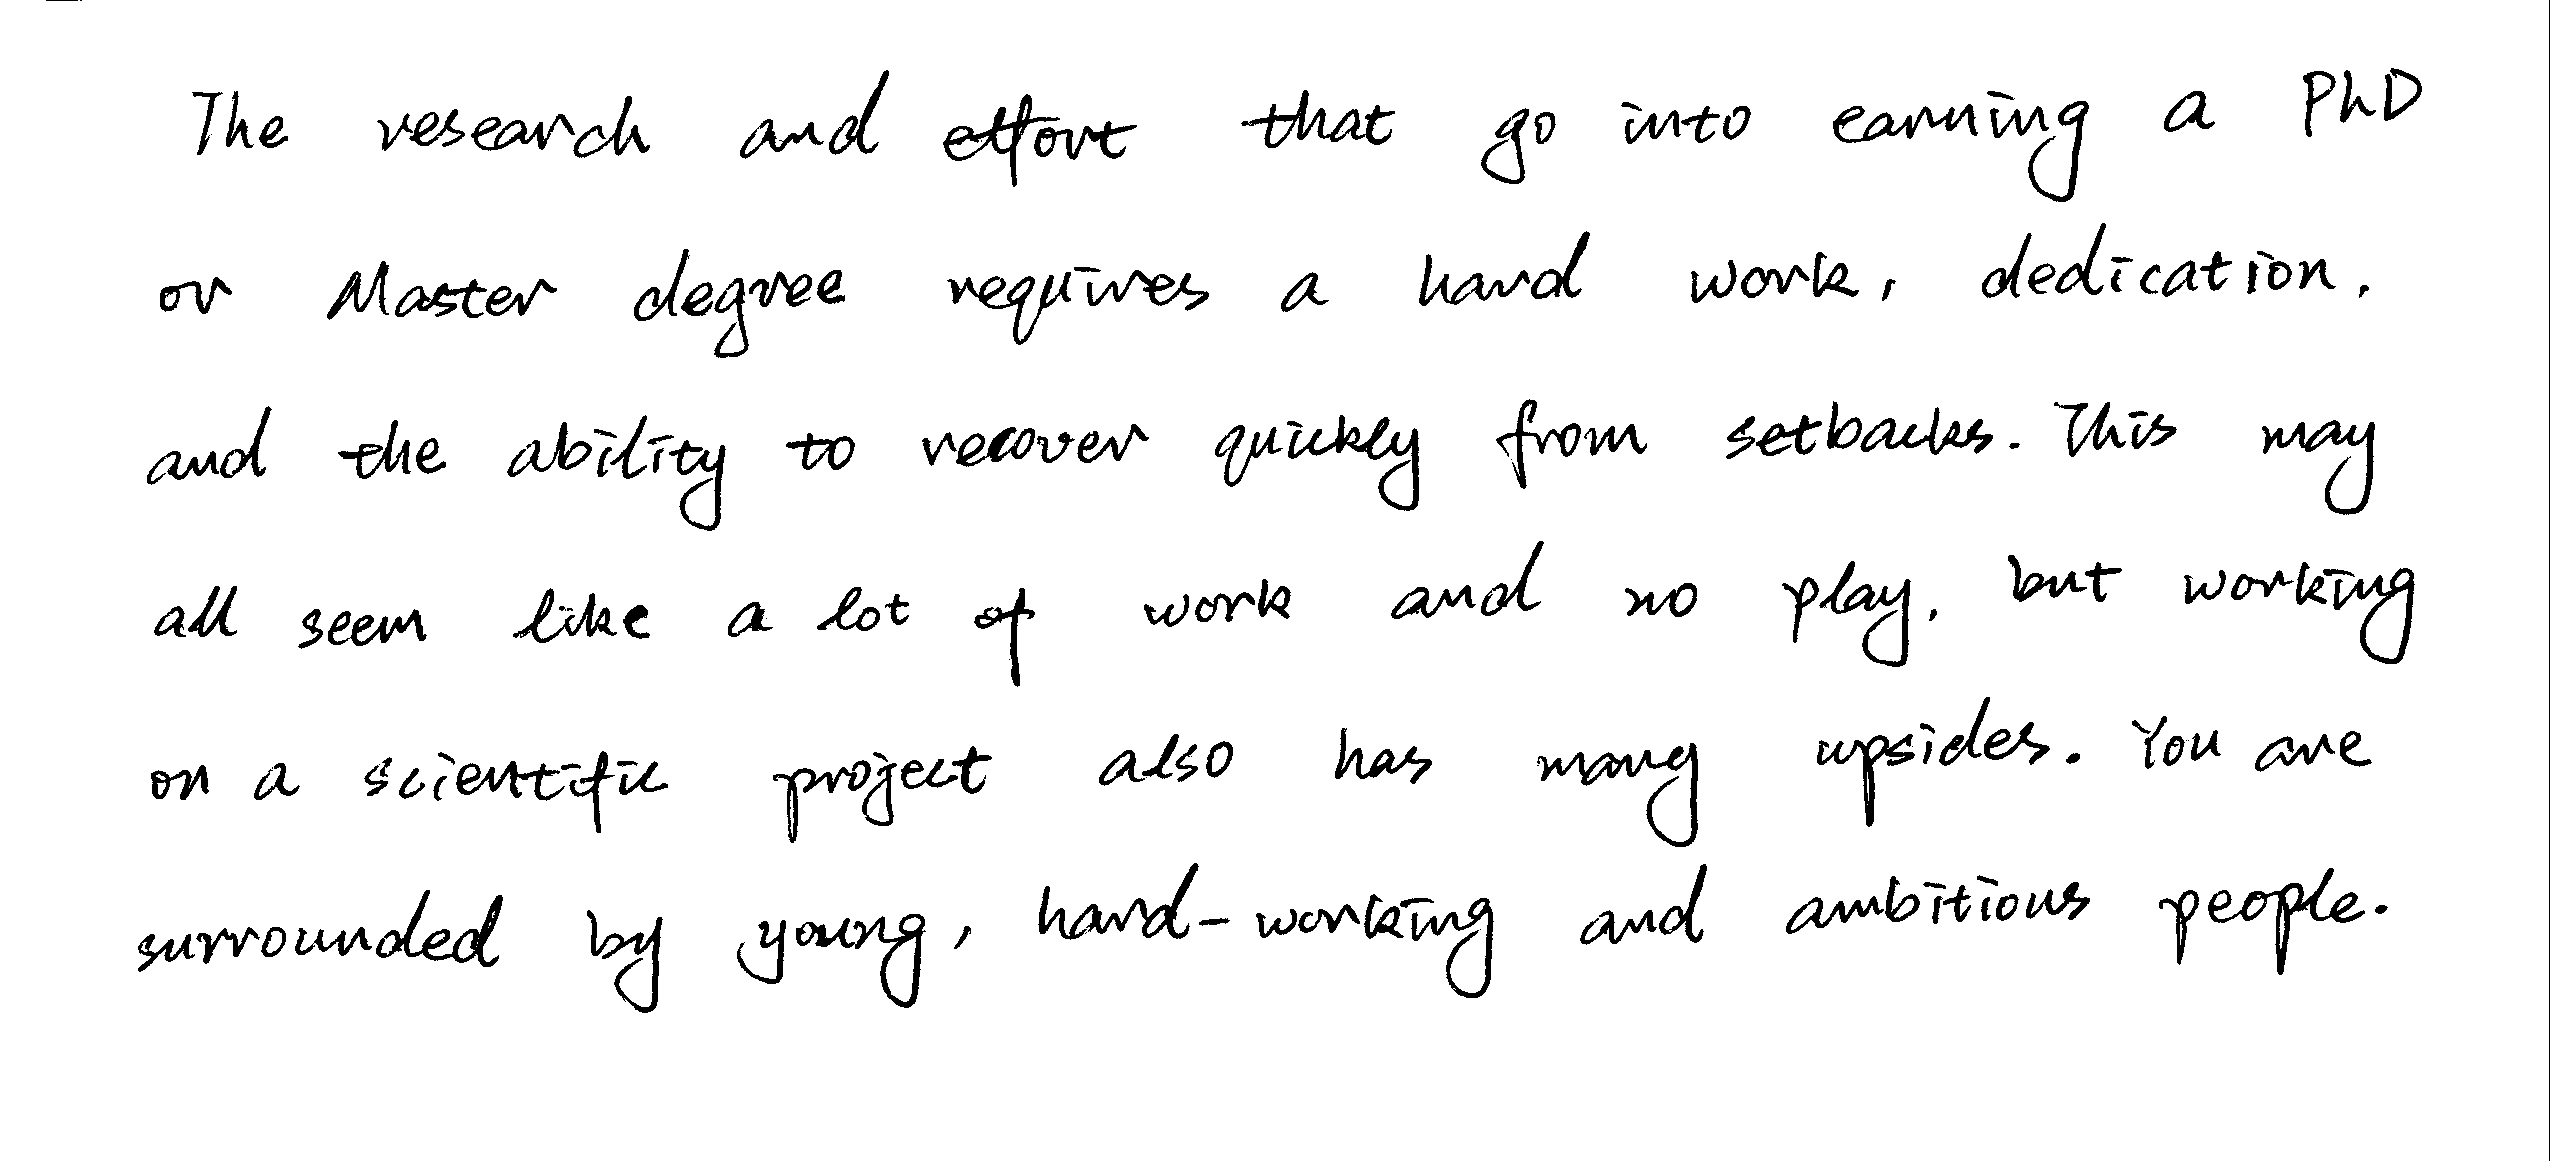 The research and effort that go into earning a PhD
or Master degree requires a hard work, dedication,
and the ability to recover quickly from setbacks. This may
all seem like a lot of work and no play, but working
on a scientific project also has many upsides. You are
surrounded by young, hard-working and ambitious people.